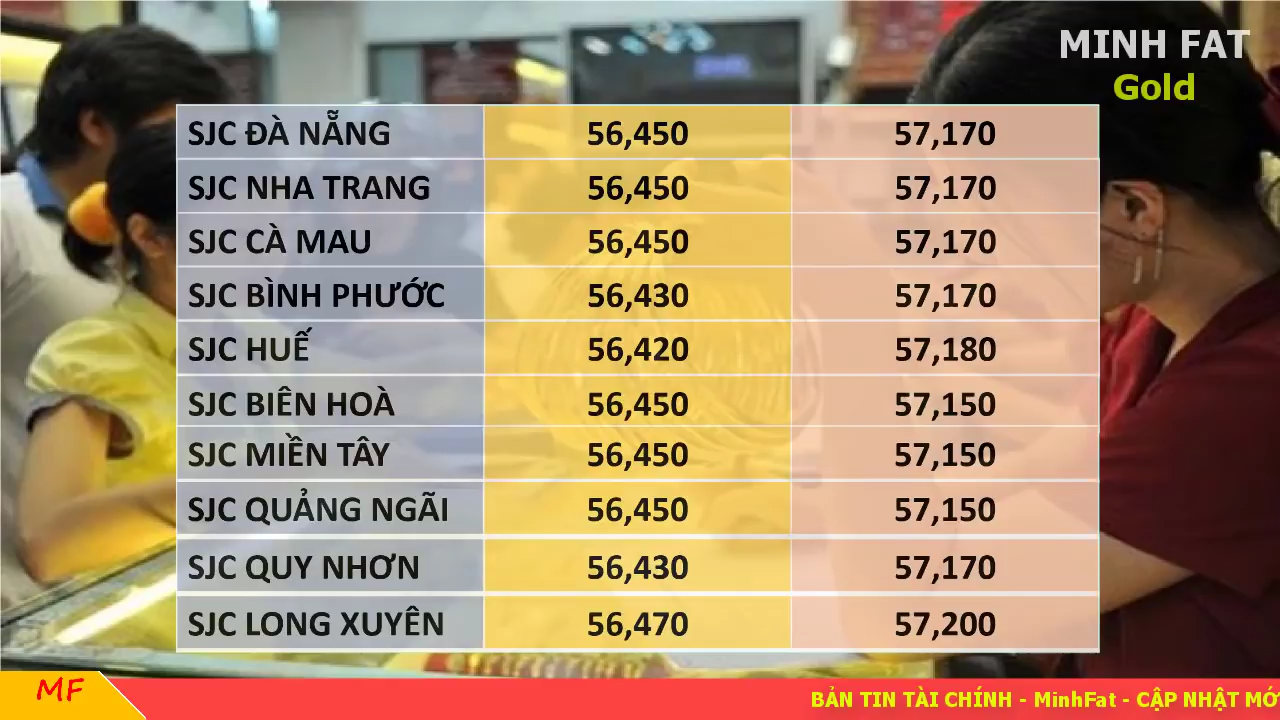 MINH FAT
Gold
SJC ĐÀ NẴNG 56,450 57,170
SJC NHA TRANG 56,450 57,170
SJC CÀ MAU 56,450 57,170
SJC BÌNH PHƯỚC 56,430 57,170
SJC HUẾ 56,420 57,180
SJC BIÊN HOÀ 56,450 57,150
SJC MIỀN TÂY 56,450 57,150
SJC QUẢNG NGÃI 56,450 57,150
SJC QUY NHƠN 56,430 57,170
SJC LONG XUYÊN 56,470 57,200
MF
BẢN TIN TÀI CHÍNH - MinhFat - CẬP NHẬT MỚ